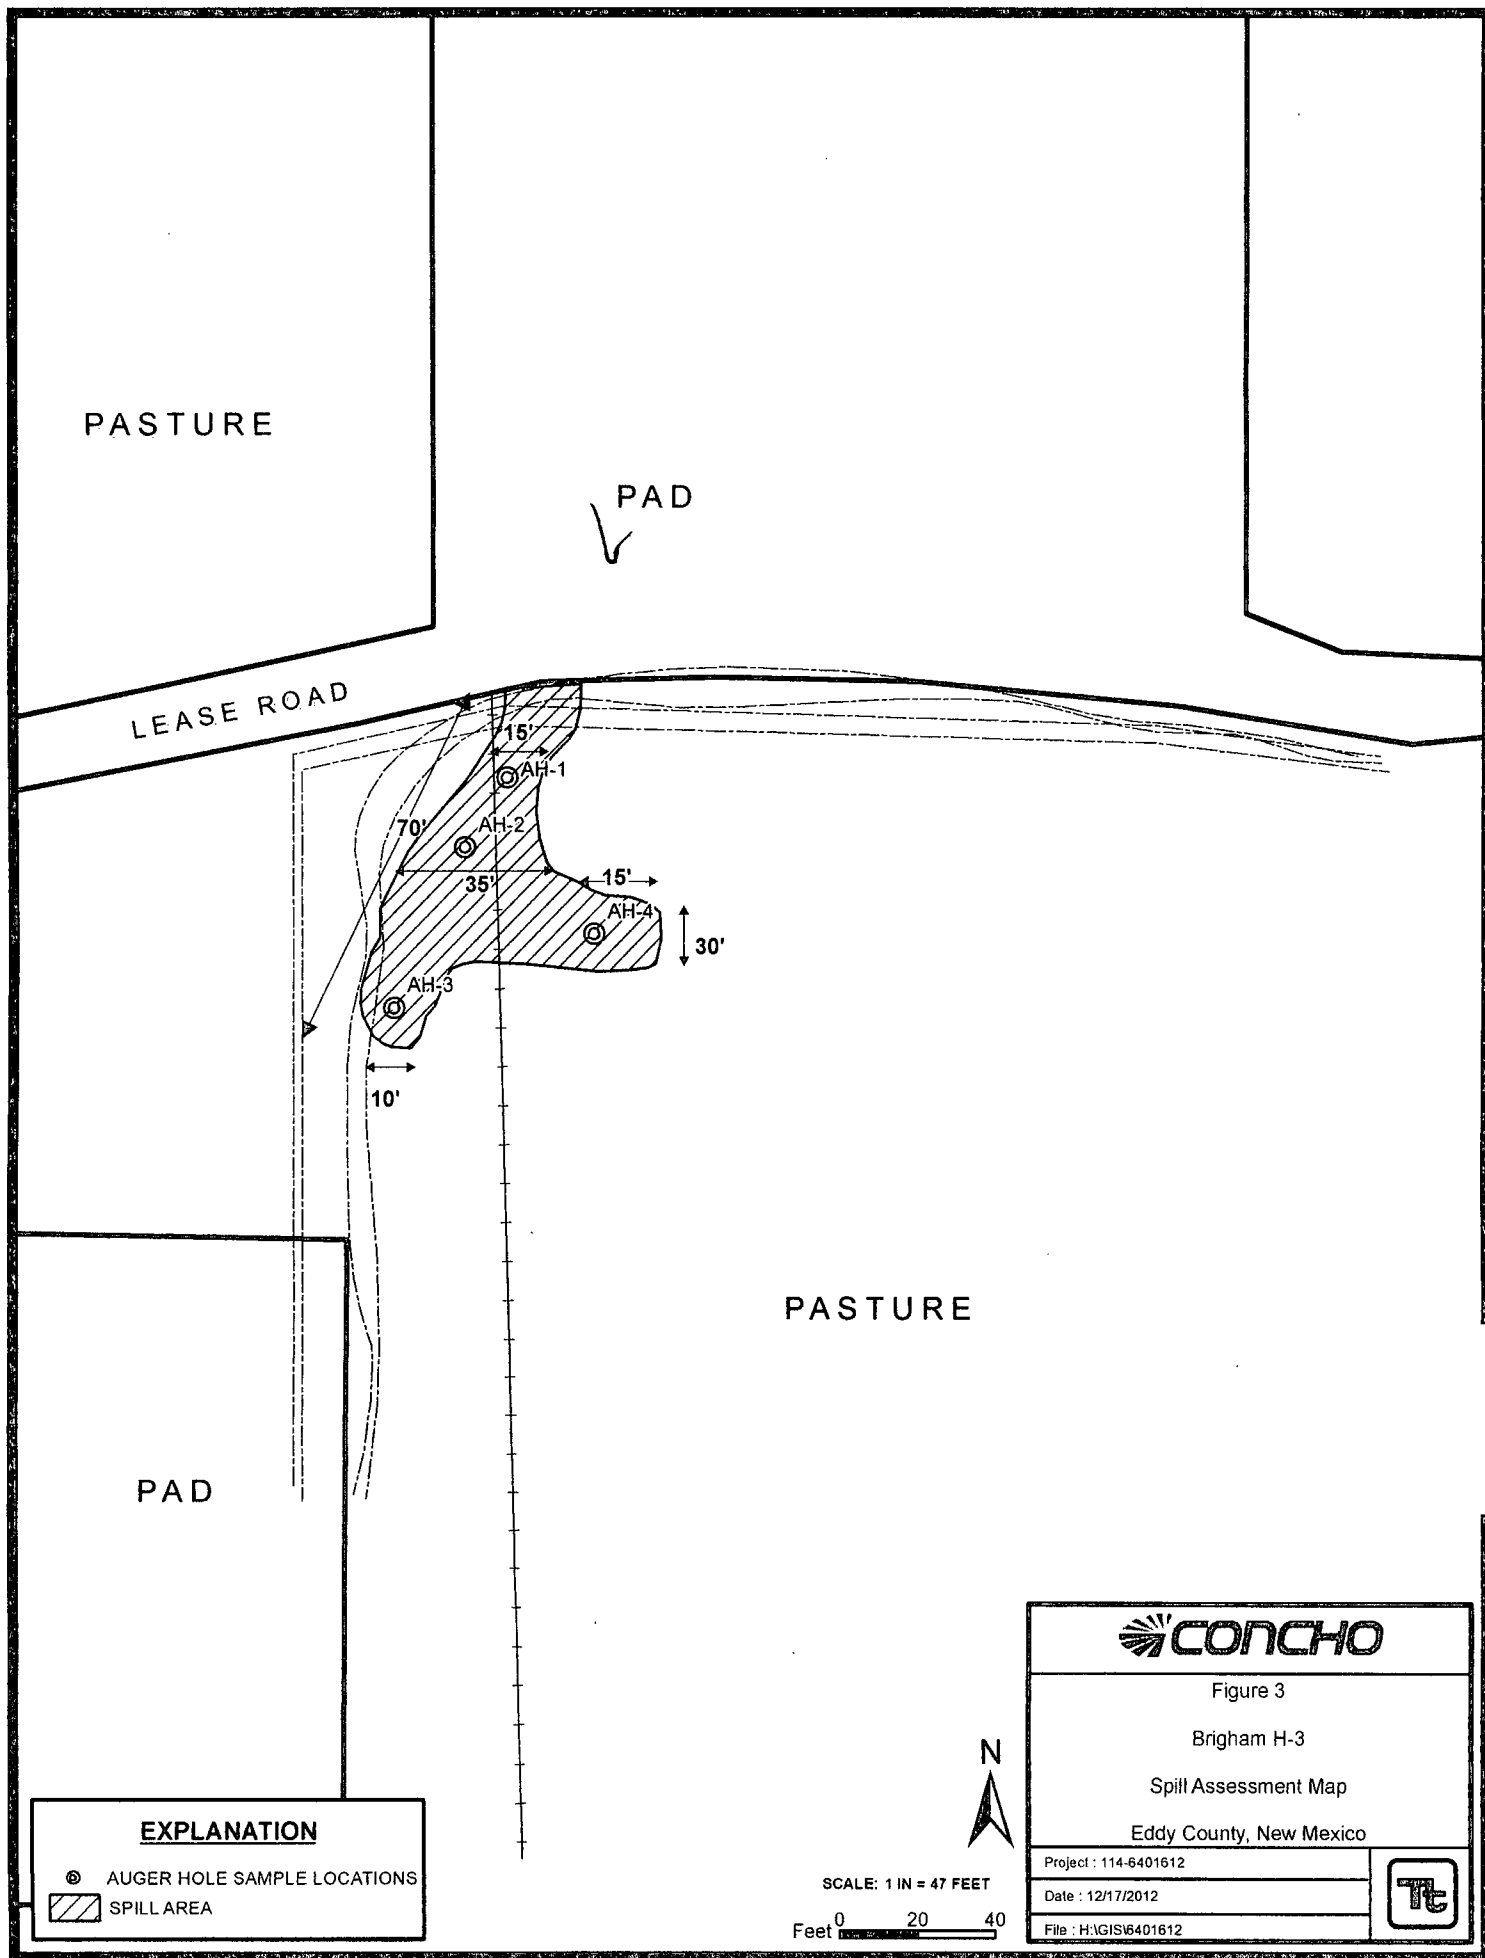 PASTURE
PAD
LEASE ROAD
15'
AH-1
70'
AH-2
35'
15'
AH-4
30'
AH-3
10'
PASTURE
PAD
CONCHO
Figure 3
Brigham H-3
Spill Assessment Map
Eddy County, New Mexico
Project : 114-6401612
Date : 12/17/2012
File : H:\GIS\6401612
Tt
N
SCALE: 1 IN = 47 FEET
Feet 0 20 40
EXPLANATION
AUGER HOLE SAMPLE LOCATIONS
SPILL AREA